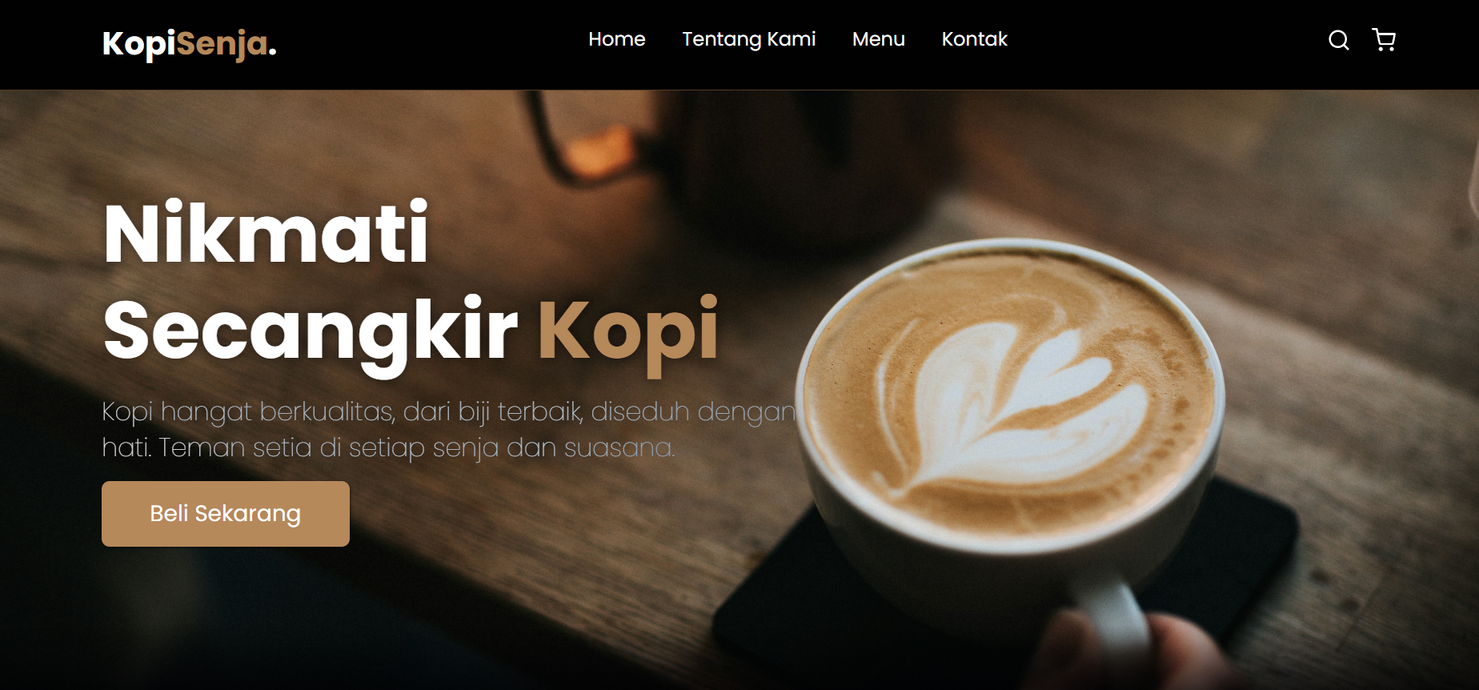 KopiSenja.
Home Tentang Kami Menu Kontak
Nikmati
Secangkir Kopi
Kopi hangat berkualitas, dari biji terbaik, diseduh dengan
hati. Teman setia di setiap senja dan suasana.
Beli Sekarang